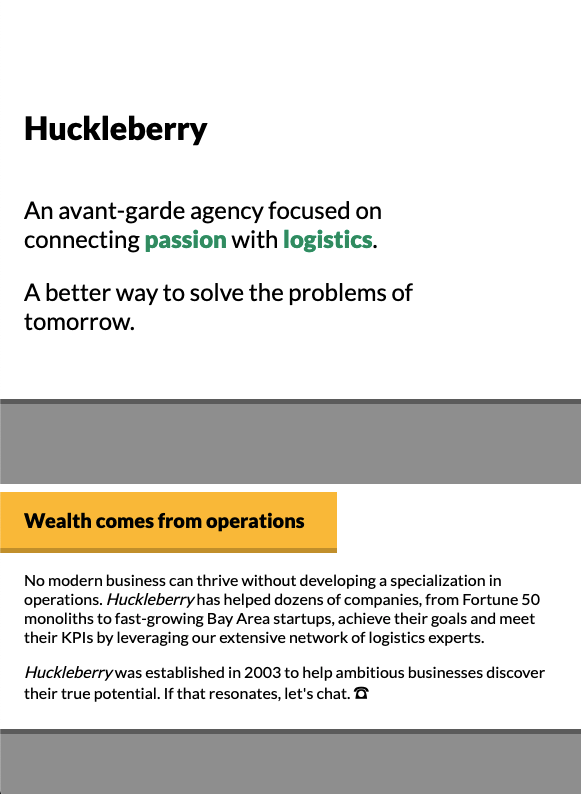 Huckleberry
An avant-garde agency focused on
connecting passion with logistics.
A better way to solve the problems of
tomorrow.
Wealth comes from operations
No modern business can thrive without developing a specialization in
operations. Huckleberry has helped dozens of companies, from Fortune 50
monoliths to fast-growing Bay Area startups, achieve their goals and meet
their KPIs by leveraging our extensive network of logistics experts.
Huckleberry was established in 2003 to help ambitious businesses discover
their true potential. If that resonates, let's chat. ☎